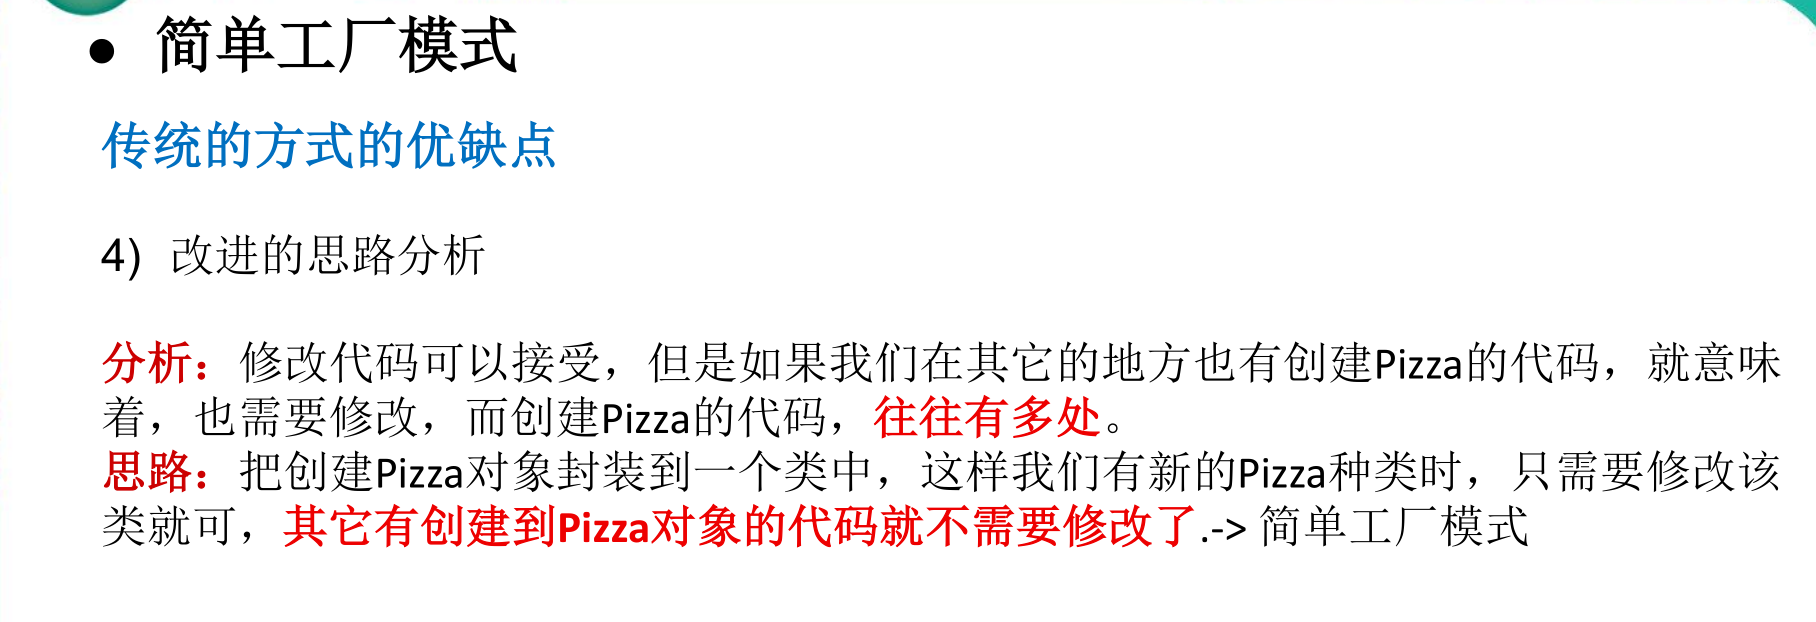 ● 简单工厂模式
传统的方式的优缺点
4) 改进的思路分析
分析：修改代码可以接受，但是如果我们在其它的地方也有创建Pizza的代码，就意味
着，也需要修改，而创建Pizza的代码，往往有多处。
思路：把创建Pizza对象封装到一个类中，这样我们有新的Pizza种类时，只需要修改该
类就可，其它有创建到Pizza对象的代码就不需要修改了.-> 简单工厂模式